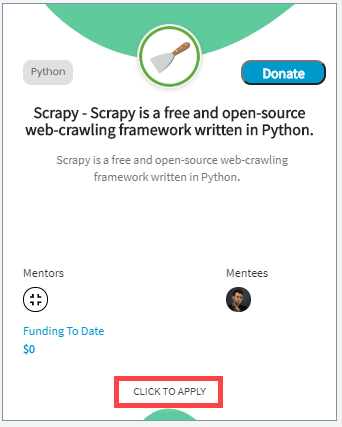 Python
Donate
Scrapy - Scrapy is a free and open-source
web-crawling framework written in Python.
Scrapy is a free and open-source web-crawling
framework written in Python.
Mentors
Mentees
Funding To Date
$0
CLICK TO APPLY